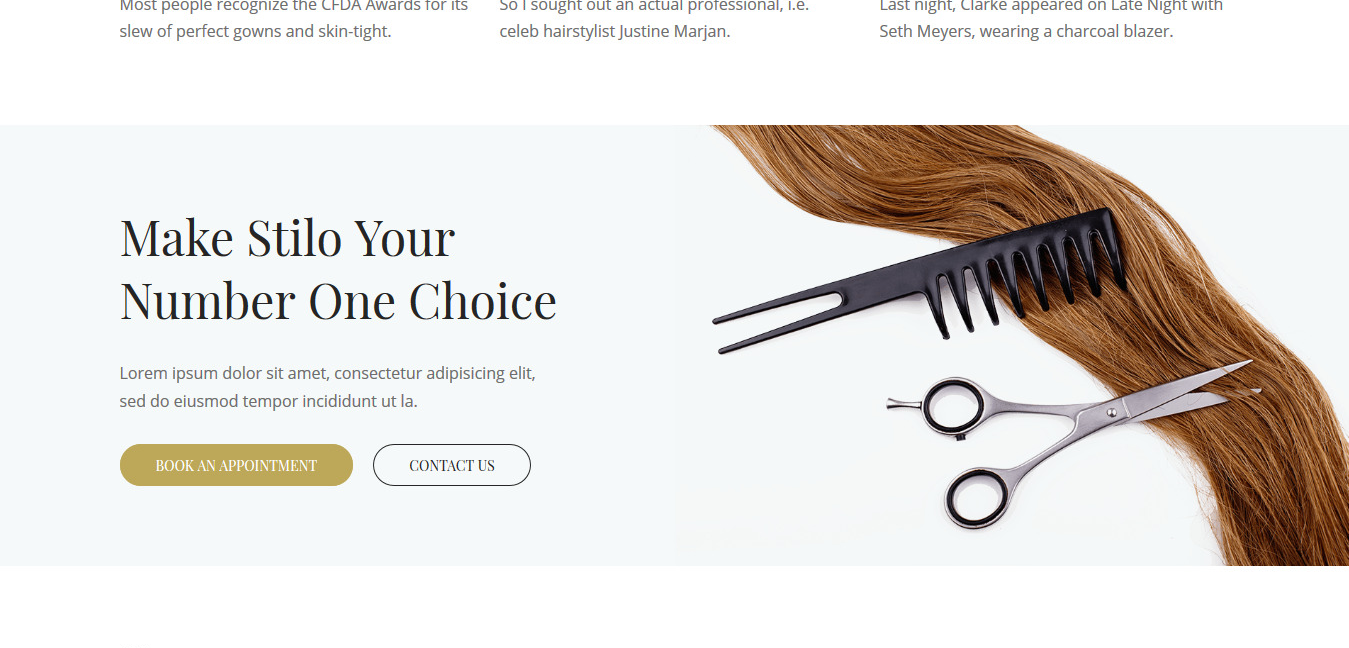 Most people recognize the CFDA Awards for its
slew of perfect gowns and skin-tight.
So I sought out an actual professional, i.e.
celeb hairstylist Justine Marjan.
Last night, Clarke appeared on Late Night with
Seth Meyers, wearing a charcoal blazer.
Make Stilo Your
Number One Choice
Lorem ipsum dolor sit amet, consectetur adipisicing elit,
sed do eiusmod tempor incididunt ut la.
BOOK AN APPOINTMENT
CONTACT US